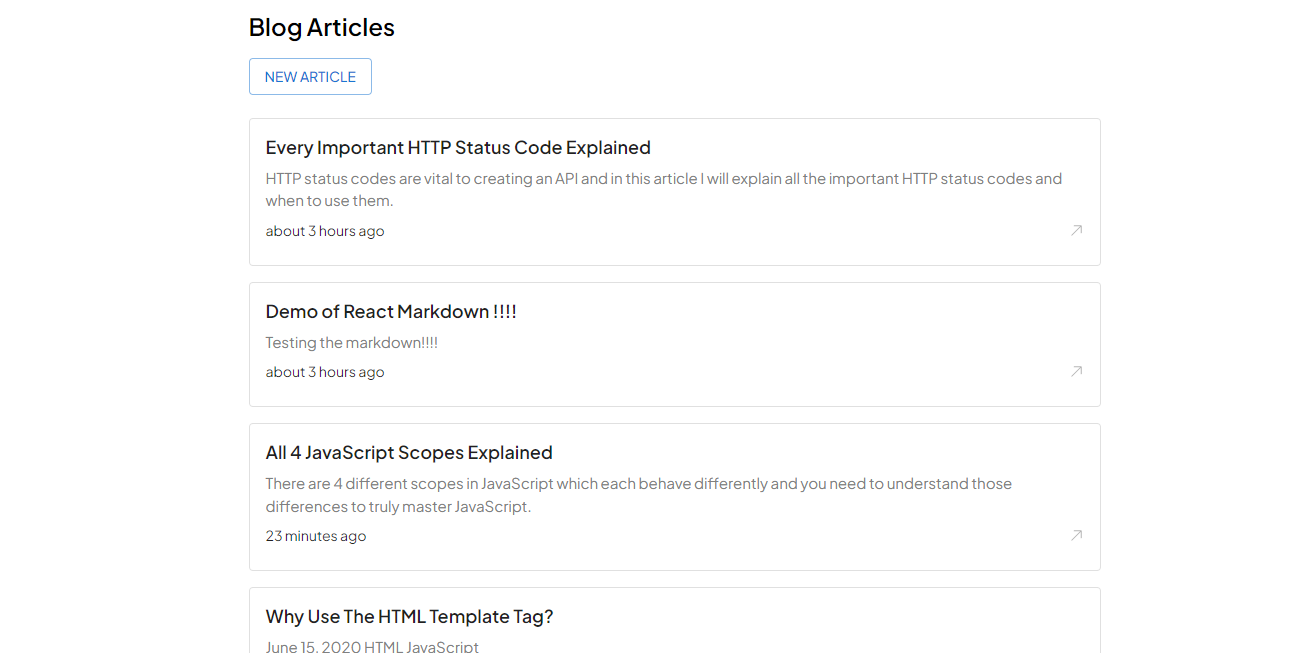 Blog Articles
NEW ARTICLE
Every Important HTTP Status Code Explained
HTTP status codes are vital to creating an API and in this article I will explain all the important HTTP status codes and
when to use them.
about 3 hours ago
Demo of React Markdown !!!!
Testing the markdown!!!!
about 3 hours ago
All 4 JavaScript Scopes Explained
There are 4 different scopes in JavaScript which each behave differently and you need to understand those
differences to truly master JavaScript.
23 minutes ago
Why Use The HTML Template Tag?
June 15, 2020 HTML JavaScript